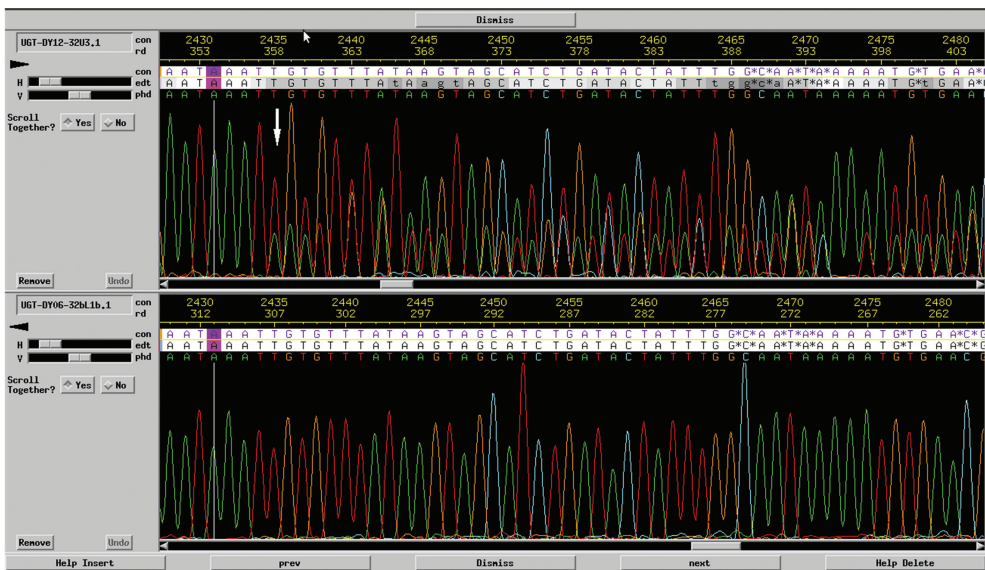 Dismiss
UGT-DY12-32U3,1
con 2430 2435 2440 2445 2450 2455 2460 2465 2470 2475 2480
rd 353 358 363 368 373 378 383 388 393 398 403
con A A T A A A T T G T G T T T A T A A G T A G C A T C T G A T A C T A T T T G G*C*A A*T*A*A A A A T G*T G A A*
H edt A A T A A A T T G T G T T T A t a a g t A G C A T C T G A T A C T A T T t g g*c*a A*T*A*A A A A T G*t G A A*
V phd A A T A A A T T G T G T T T A T A A G T A G C A T C T G A T A C T A T T T G G C A A T A A A A A T G T G A A
Scroll
Together? Yes No
Remove Undo
UGT-DY06-32bL1b,1
con 2430 2435 2440 2445 2450 2455 2460 2465 2470 2475 2480
rd 312 307 302 297 292 287 282 277 272 267 262
con A A T A A A T T G T G T T T A T A A G T A G C A T C T G A T A C T A T T T G*C*A A*T*A*A A A A T G*T G A A*C*G
H edt A A T A A A T T G T G T T T A T A A G T A G C A T C T G A T A C T A T T T G*C*A A*T*A*A A A A T G*T G A A*C*G
V phd A A T A A A T T G T G T T T A T A A G T A G C A T C T G A T A C T A T T T G G C A A T A A A A A T G T G A A C G
Scroll
Together? Yes No
Remove Undo
Help Insert prev Dismiss next Help Delete